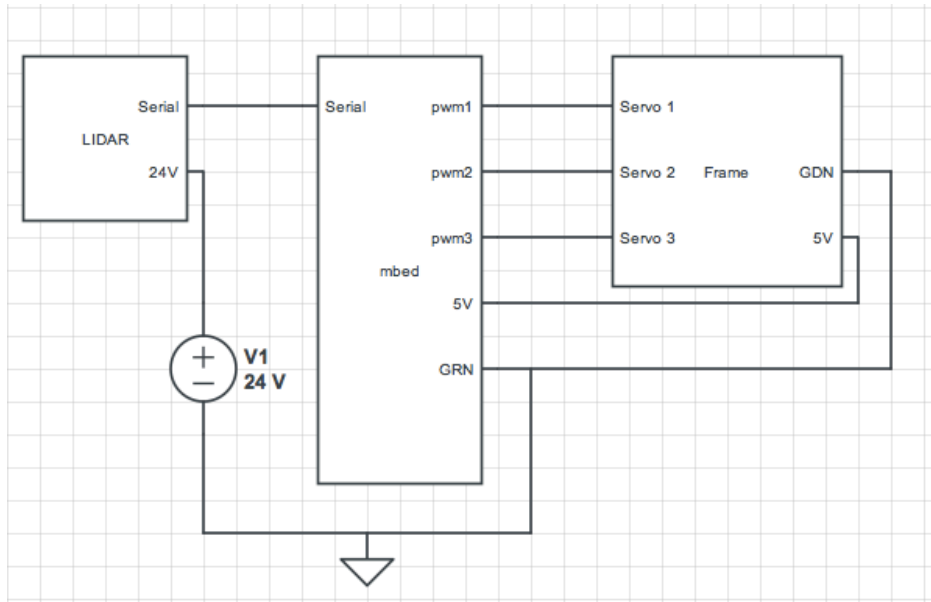 Serial
LIDAR
24V
V1
24 V
Serial
pwm1
pwm2
pwm3
mbed
5V
GRN
Servo 1
Servo 2
Frame
GDN
Servo 3
5V